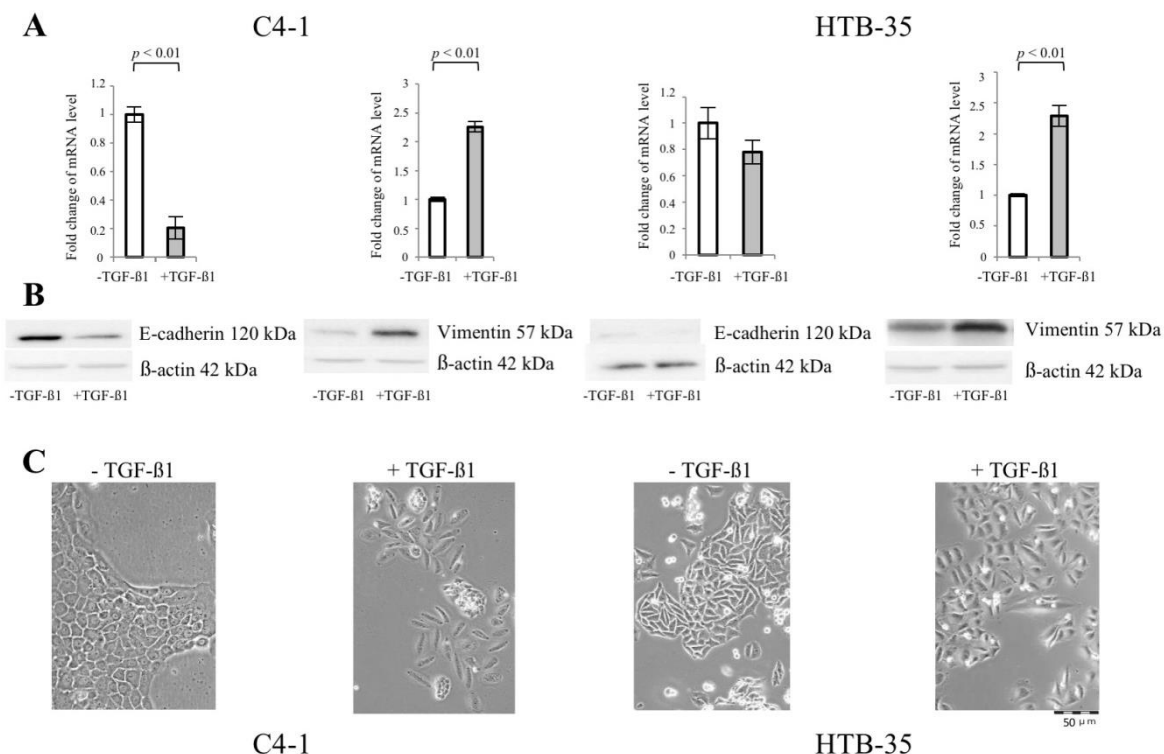 A C4-1 HTB-35
p < 0.01 p < 0.01 p < 0.01
Fold change of mRNA level
1.2
1
0.8
0.6
0.4
0.2
0
-TGF-ß1 +TGF-ß1
Fold change of mRNA level
3
2.5
2
1.5
1
0.5
0
-TGF-ß1 +TGF-ß1
Fold change of mRNA level
1.2
1
0.8
0.6
0.4
0.2
0
-TGF-ß1 +TGF-ß1
Fold change of mRNA level
3
2.5
2
1.5
1
0.5
0
-TGF-ß1 +TGF-ß1
B
E-cadherin 120 kDa
ß-actin 42 kDa
-TGF-ß1 +TGF-ß1
Vimentin 57 kDa
ß-actin 42 kDa
-TGF-ß1 +TGF-ß1
E-cadherin 120 kDa
ß-actin 42 kDa
-TGF-ß1 +TGF-ß1
Vimentin 57 kDa
ß-actin 42 kDa
-TGF-ß1 +TGF-ß1
C
- TGF-ß1 + TGF-ß1 - TGF-ß1 + TGF-ß1
50 µm
C4-1 HTB-35